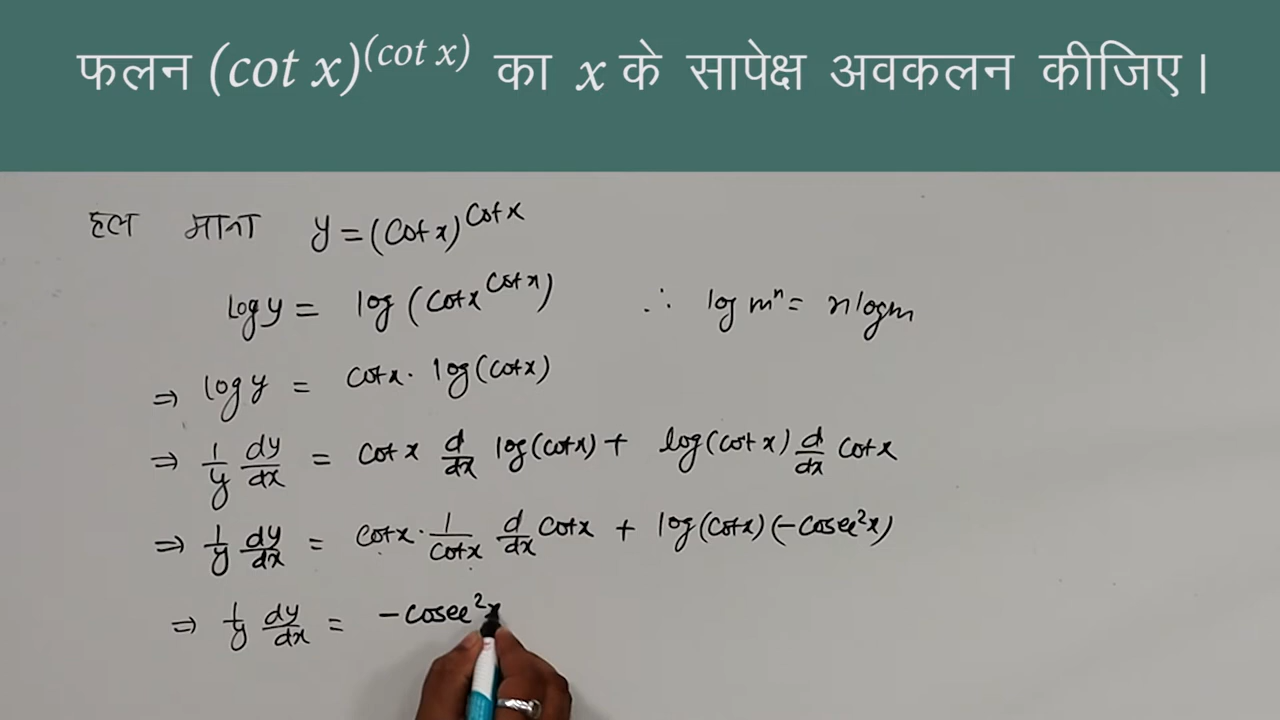 फलन (cot x)^(cot x) का x के सापेक्ष अवकलन कीजिए।
हल माना y = (Cot x)^Cot x
log y = log (Cot x^Cot x) ∴ log m^n = n log m
⇒ log y = Cot x · log (cot x)
⇒ 1/y dy/dx = Cot x d/dx log (cot x) + log (cot x) d/dx Cot x
⇒ 1/y dy/dx = Cot x · 1/Cot x d/dx Cot x + log (Cot x) (-Cosec²x)
⇒ 1/y dy/dx = -Cosec²x